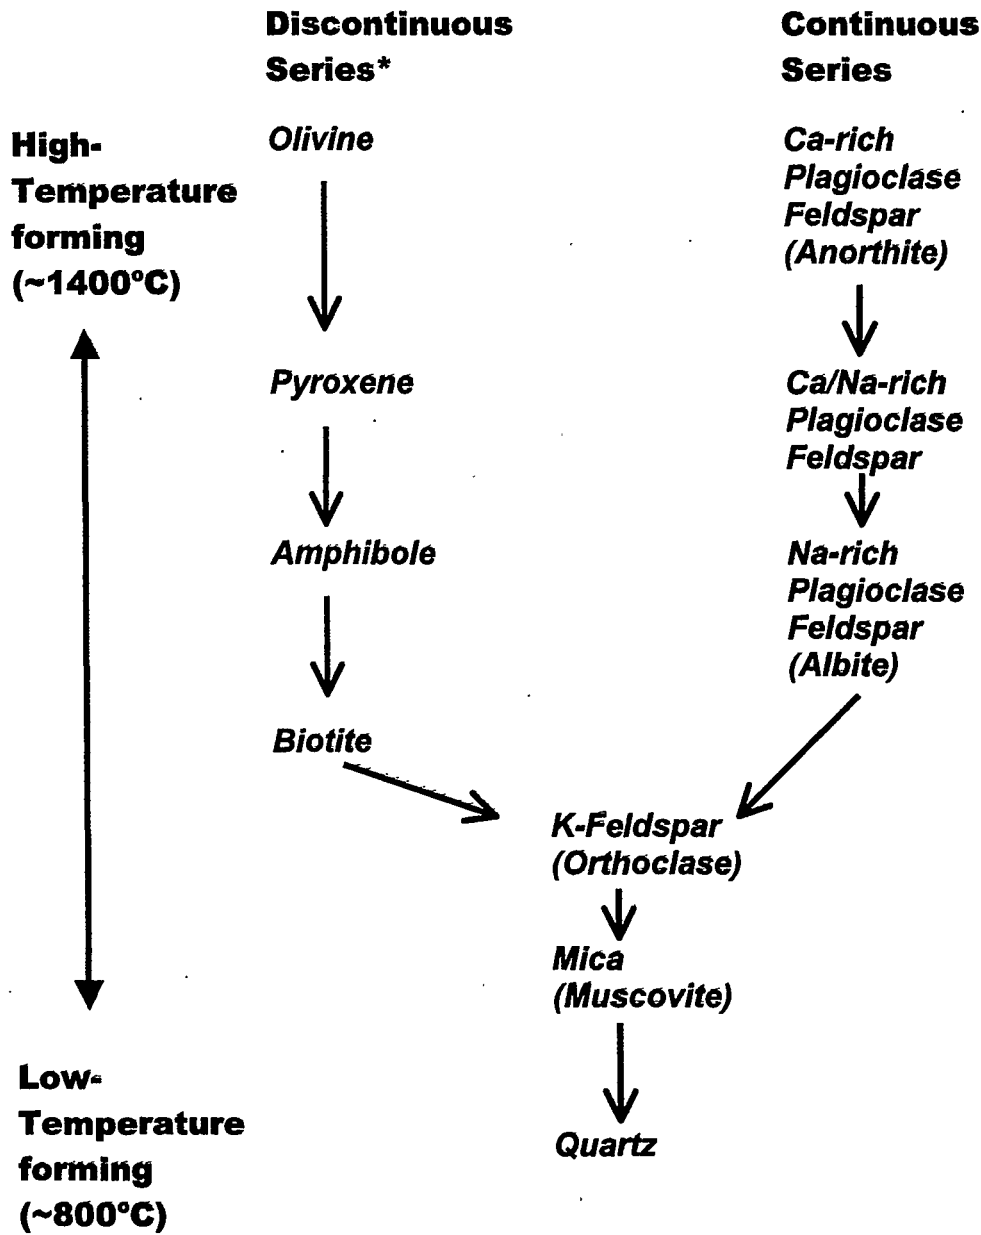 Discontinuous
Series*
Continuous
Series
High-
Temperature
forming
(~1400°C)
Olivine
Ca-rich
Plagioclase
Feldspar
(Anorthite)
Pyroxene
Ca/Na-rich
Plagioclase
Feldspar
Amphibole
Na-rich
Plagioclase
Feldspar
(Albite)
Biotite
K-Feldspar
(Orthoclase)
Mica
(Muscovite)
Low-
Temperature
forming
(~800°C)
Quartz